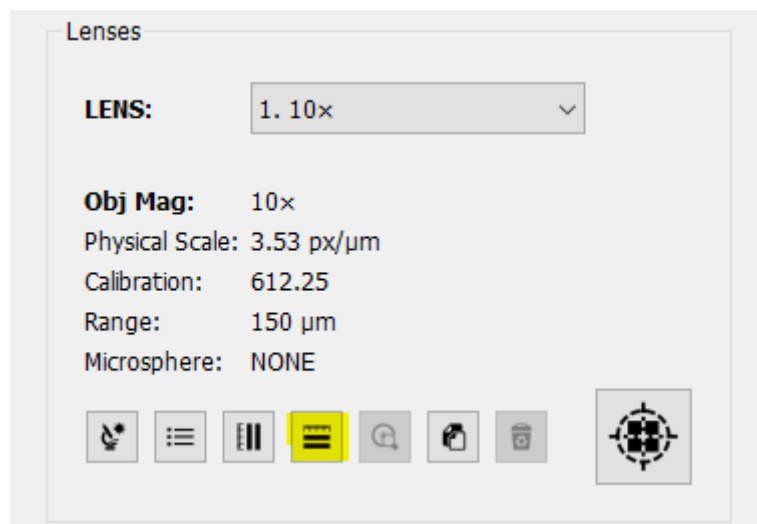 Lenses
LENS: 1. 10×
Obj Mag: 10×
Physical Scale: 3.53 px/µm
Calibration: 612.25
Range: 150 µm
Microsphere: NONE